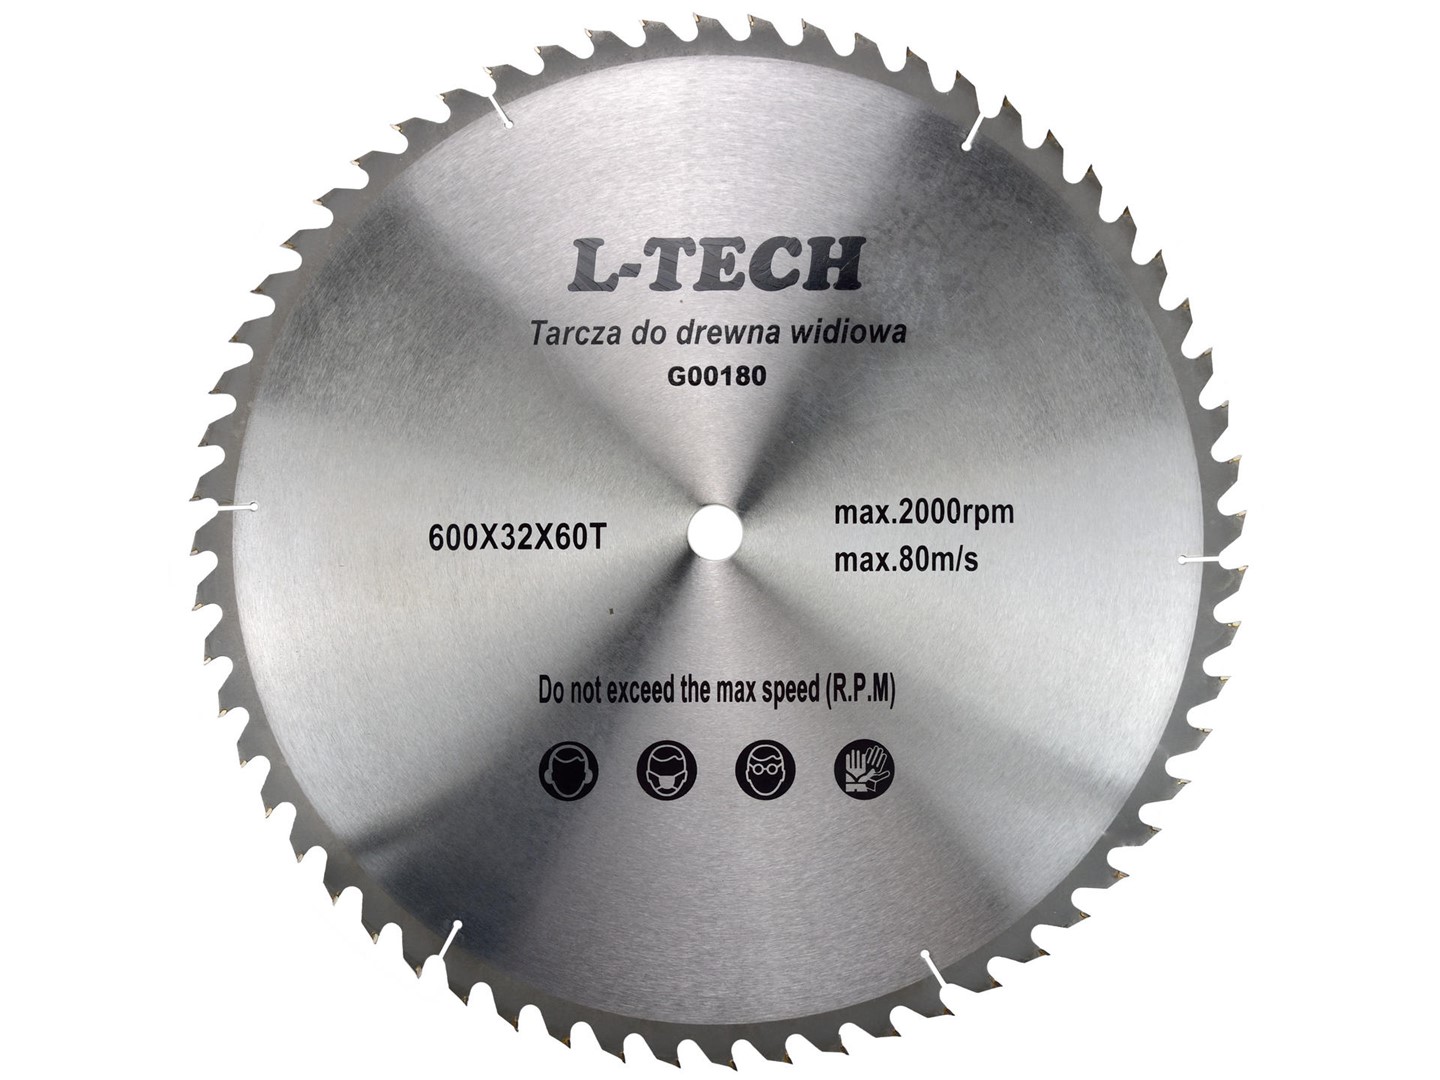 L-TECH
Tarcza do drewna widiowa
G00180
600X32X60T
max.2000rpm
max.80m/s
Do not exceed the max speed (R.P.M)